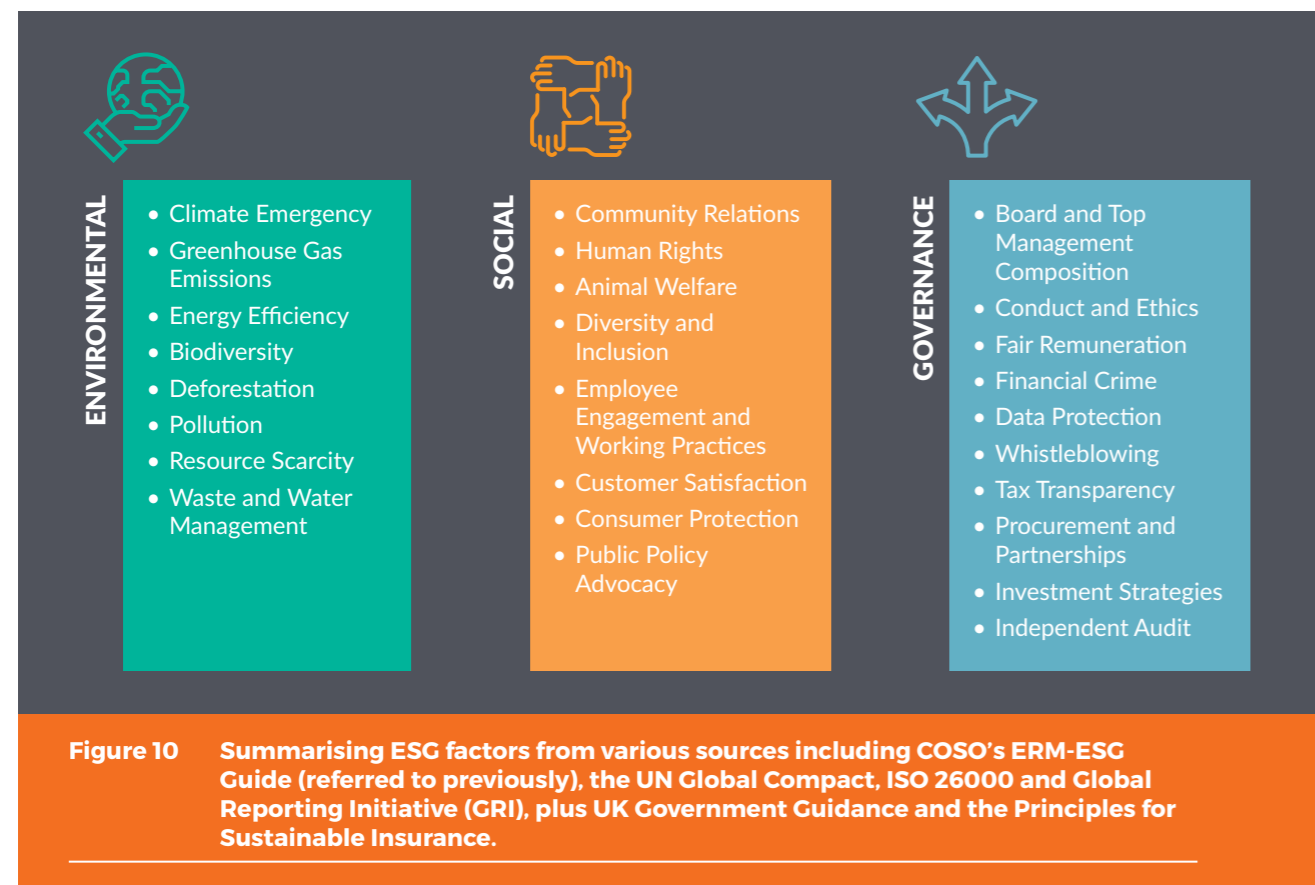 ENVIRONMENTAL
• Climate Emergency
• Greenhouse Gas
Emissions
• Energy Efficiency
• Biodiversity
• Deforestation
• Pollution
• Resource Scarcity
• Waste and Water
Management
SOCIAL
• Community Relations
• Human Rights
• Animal Welfare
• Diversity and
Inclusion
• Employee
Engagement and
Working Practices
• Customer Satisfaction
• Consumer Protection
• Public Policy
Advocacy
GOVERNANCE
• Board and Top
Management
Composition
• Conduct and Ethics
• Fair Remuneration
• Financial Crime
• Data Protection
• Whistleblowing
• Tax Transparency
• Procurement and
Partnerships
• Investment Strategies
• Independent Audit
Figure 10 Summarising ESG factors from various sources including COSO’s ERM-ESG
Guide (referred to previously), the UN Global Compact, ISO 26000 and Global
Reporting Initiative (GRI), plus UK Government Guidance and the Principles for
Sustainable Insurance.